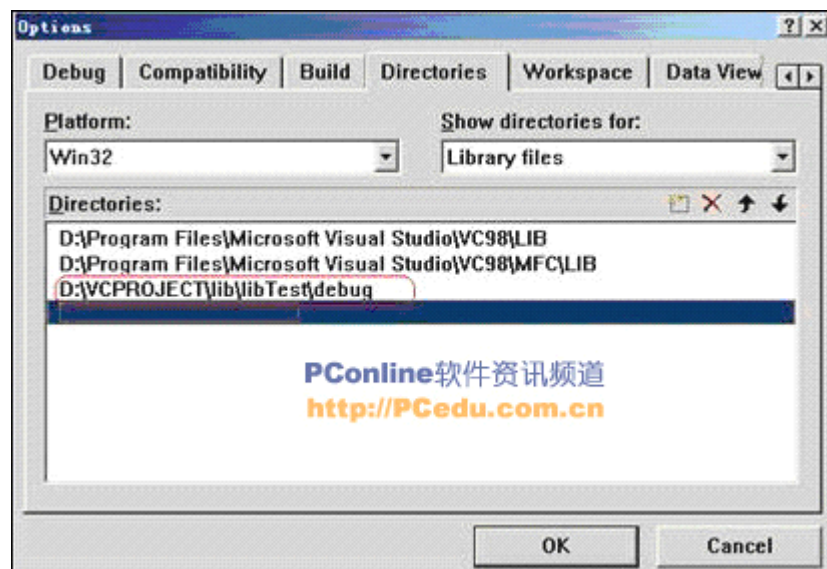 Options
Debug Compatibility Build Directories Workspace Data View
Platform: Show directories for:
Win32 Library files
Directories:
D:\Program Files\Microsoft Visual Studio\VC98\LIB
D:\Program Files\Microsoft Visual Studio\VC98\MFC\LIB
D:\VCPROJECT\lib\libTest\debug
PConline软件资讯频道
http://PCedu.com.cn
OK Cancel